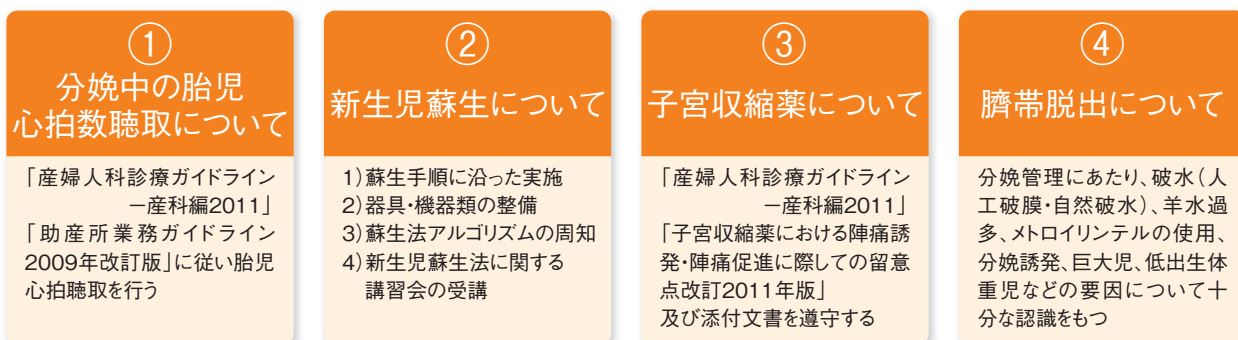 ①
分娩中の胎児
心拍数聴取について
「産婦人科診療ガイドライン
－産科編2011」
「助産所業務ガイドライン
2009年改訂版」に従い胎児
心拍聴取を行う
②
新生児蘇生について
1）蘇生手順に沿った実施
2）器具・機器類の整備
3）蘇生法アルゴリズムの周知
4）新生児蘇生法に関する
講習会の受講
③
子宮収縮薬について
「産婦人科診療ガイドライン
－産科編2011」
「子宮収縮薬における陣痛誘
発・陣痛促進に際しての留意
点改訂2011年版」
及び添付文書を遵守する
④
臍帯脱出について
分娩管理にあたり、破水（人
工破膜・自然破水）、羊水過
多、メトロイリンテルの使用、
分娩誘発、巨大児、低出生体
重児などの要因について十
分な認識をもつ